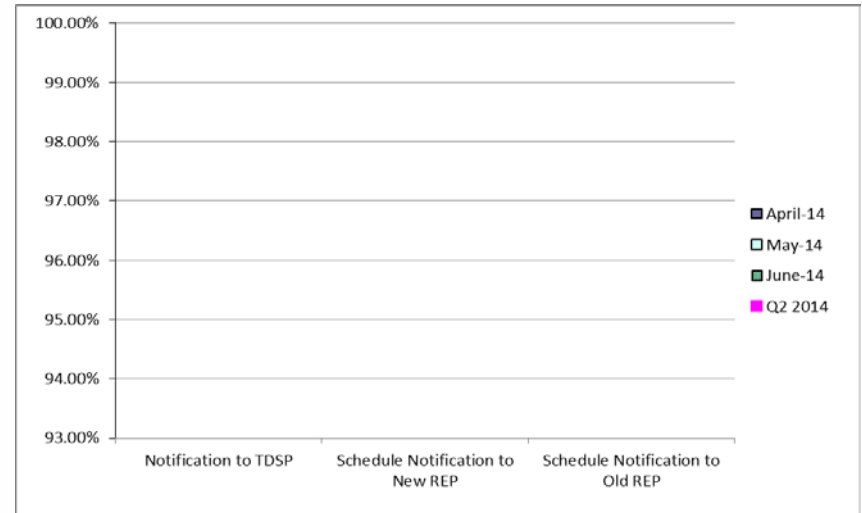 100.00%
99.00%
98.00%
97.00%
96.00%
95.00%
94.00%
93.00%
Notification to TDSP
Schedule Notification to
New REP
Schedule Notification to
Old REP
April-14
May-14
June-14
Q2 2014